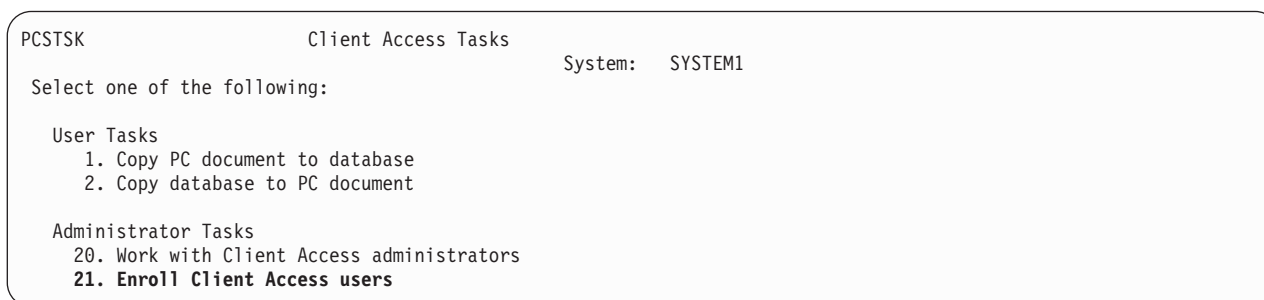 PCSTSK Client Access Tasks
System: SYSTEM1
Select one of the following:
User Tasks
1. Copy PC document to database
2. Copy database to PC document
Administrator Tasks
20. Work with Client Access administrators
21. Enroll Client Access users